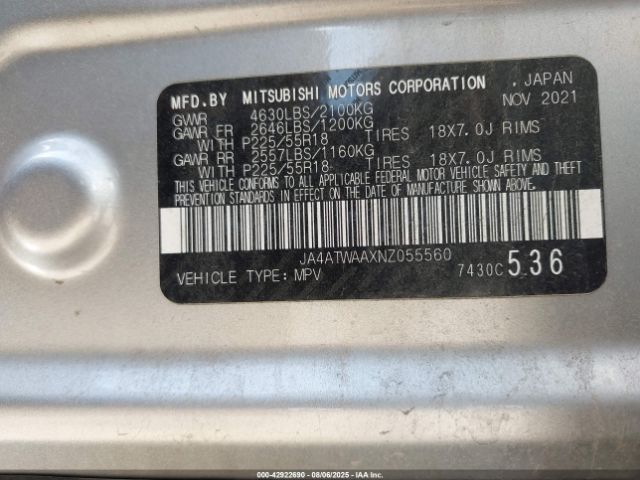 MFD.BY MITSUBISHI MOTORS CORPORATION , JAPAN
GVWR 4630LBS/2100KG NOV 2021
GAWR FR 2646LBS/1200KG
WITH P225/55R18 TIRES 18X7.0J RIMS
GAWR RR 2557LBS/1160KG
WITH P225/55R18 TIRES 18X7.0J RIMS
THIS VEHICLE CONFORMS TO ALL APPLICABLE FEDERAL MOTOR VEHICLE SAFETY AND THEFT
PREVENTION STANDARDS IN EFFECT ON THE DATE OF MANUFACTURE SHOWN ABOVE.
JA4ATWAAXNZ055560
VEHICLE TYPE: MPV 7430C 536
000-42922690 - 08/06/2025 - IAAI Inc.